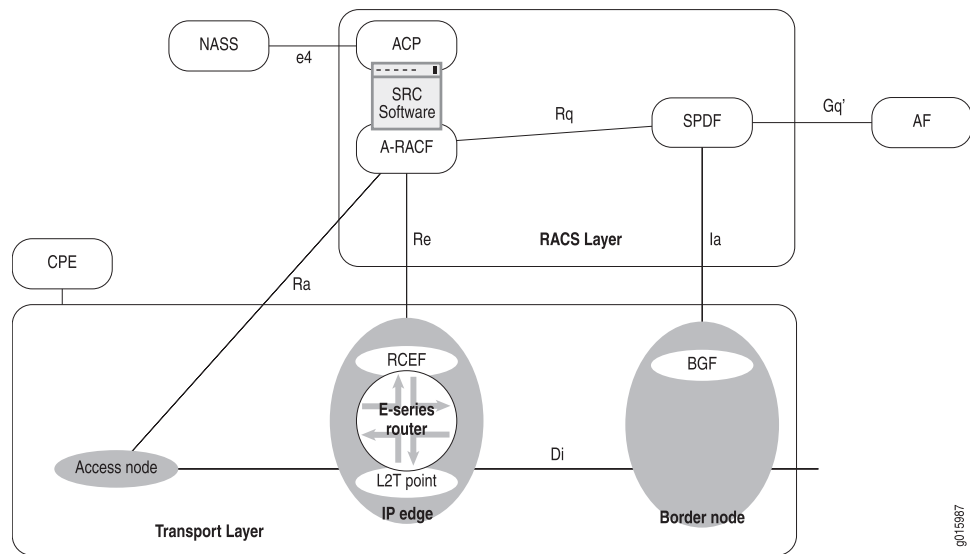 NASS
e4
ACP
SRC
Software
A-RACF
Rq
SPDF
Gq'
AF
RACS Layer
Re
Ia
Ra
CPE
RCEF
E-series
router
L2T point
IP edge
BGF
Border node
Di
Access node
Transport Layer
g015987